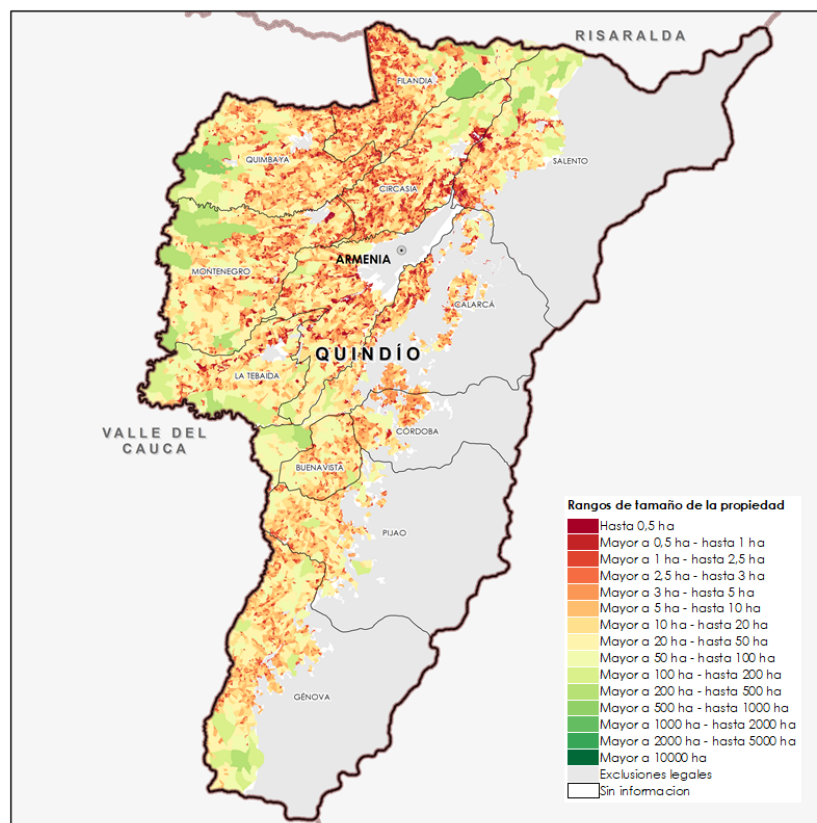 RISARALDA
FILANDIA
QUIMBAYA
SALENTO
CIRCASIA
ARMENIA
MONTENEGRO
CALARCÁ
QUINDÍO
LA TEBAIDA
VALLE DEL
CAUCA
CÓRDOBA
BUENAVISTA
PIJAO
GÉNOVA
Rangos de tamaño de la propiedad
Hasta 0,5 ha
Mayor a 0,5 ha - hasta 1 ha
Mayor a 1 ha - hasta 2,5 ha
Mayor a 2,5 ha - hasta 3 ha
Mayor a 3 ha - hasta 5 ha
Mayor a 5 ha - hasta 10 ha
Mayor a 10 ha - hasta 20 ha
Mayor a 20 ha - hasta 50 ha
Mayor a 50 ha - hasta 100 ha
Mayor a 100 ha - hasta 200 ha
Mayor a 200 ha - hasta 500 ha
Mayor a 500 ha - hasta 1000 ha
Mayor a 1000 ha - hasta 2000 ha
Mayor a 2000 ha - hasta 5000 ha
Mayor a 10000 ha
Exclusiones legales
Sin informacion